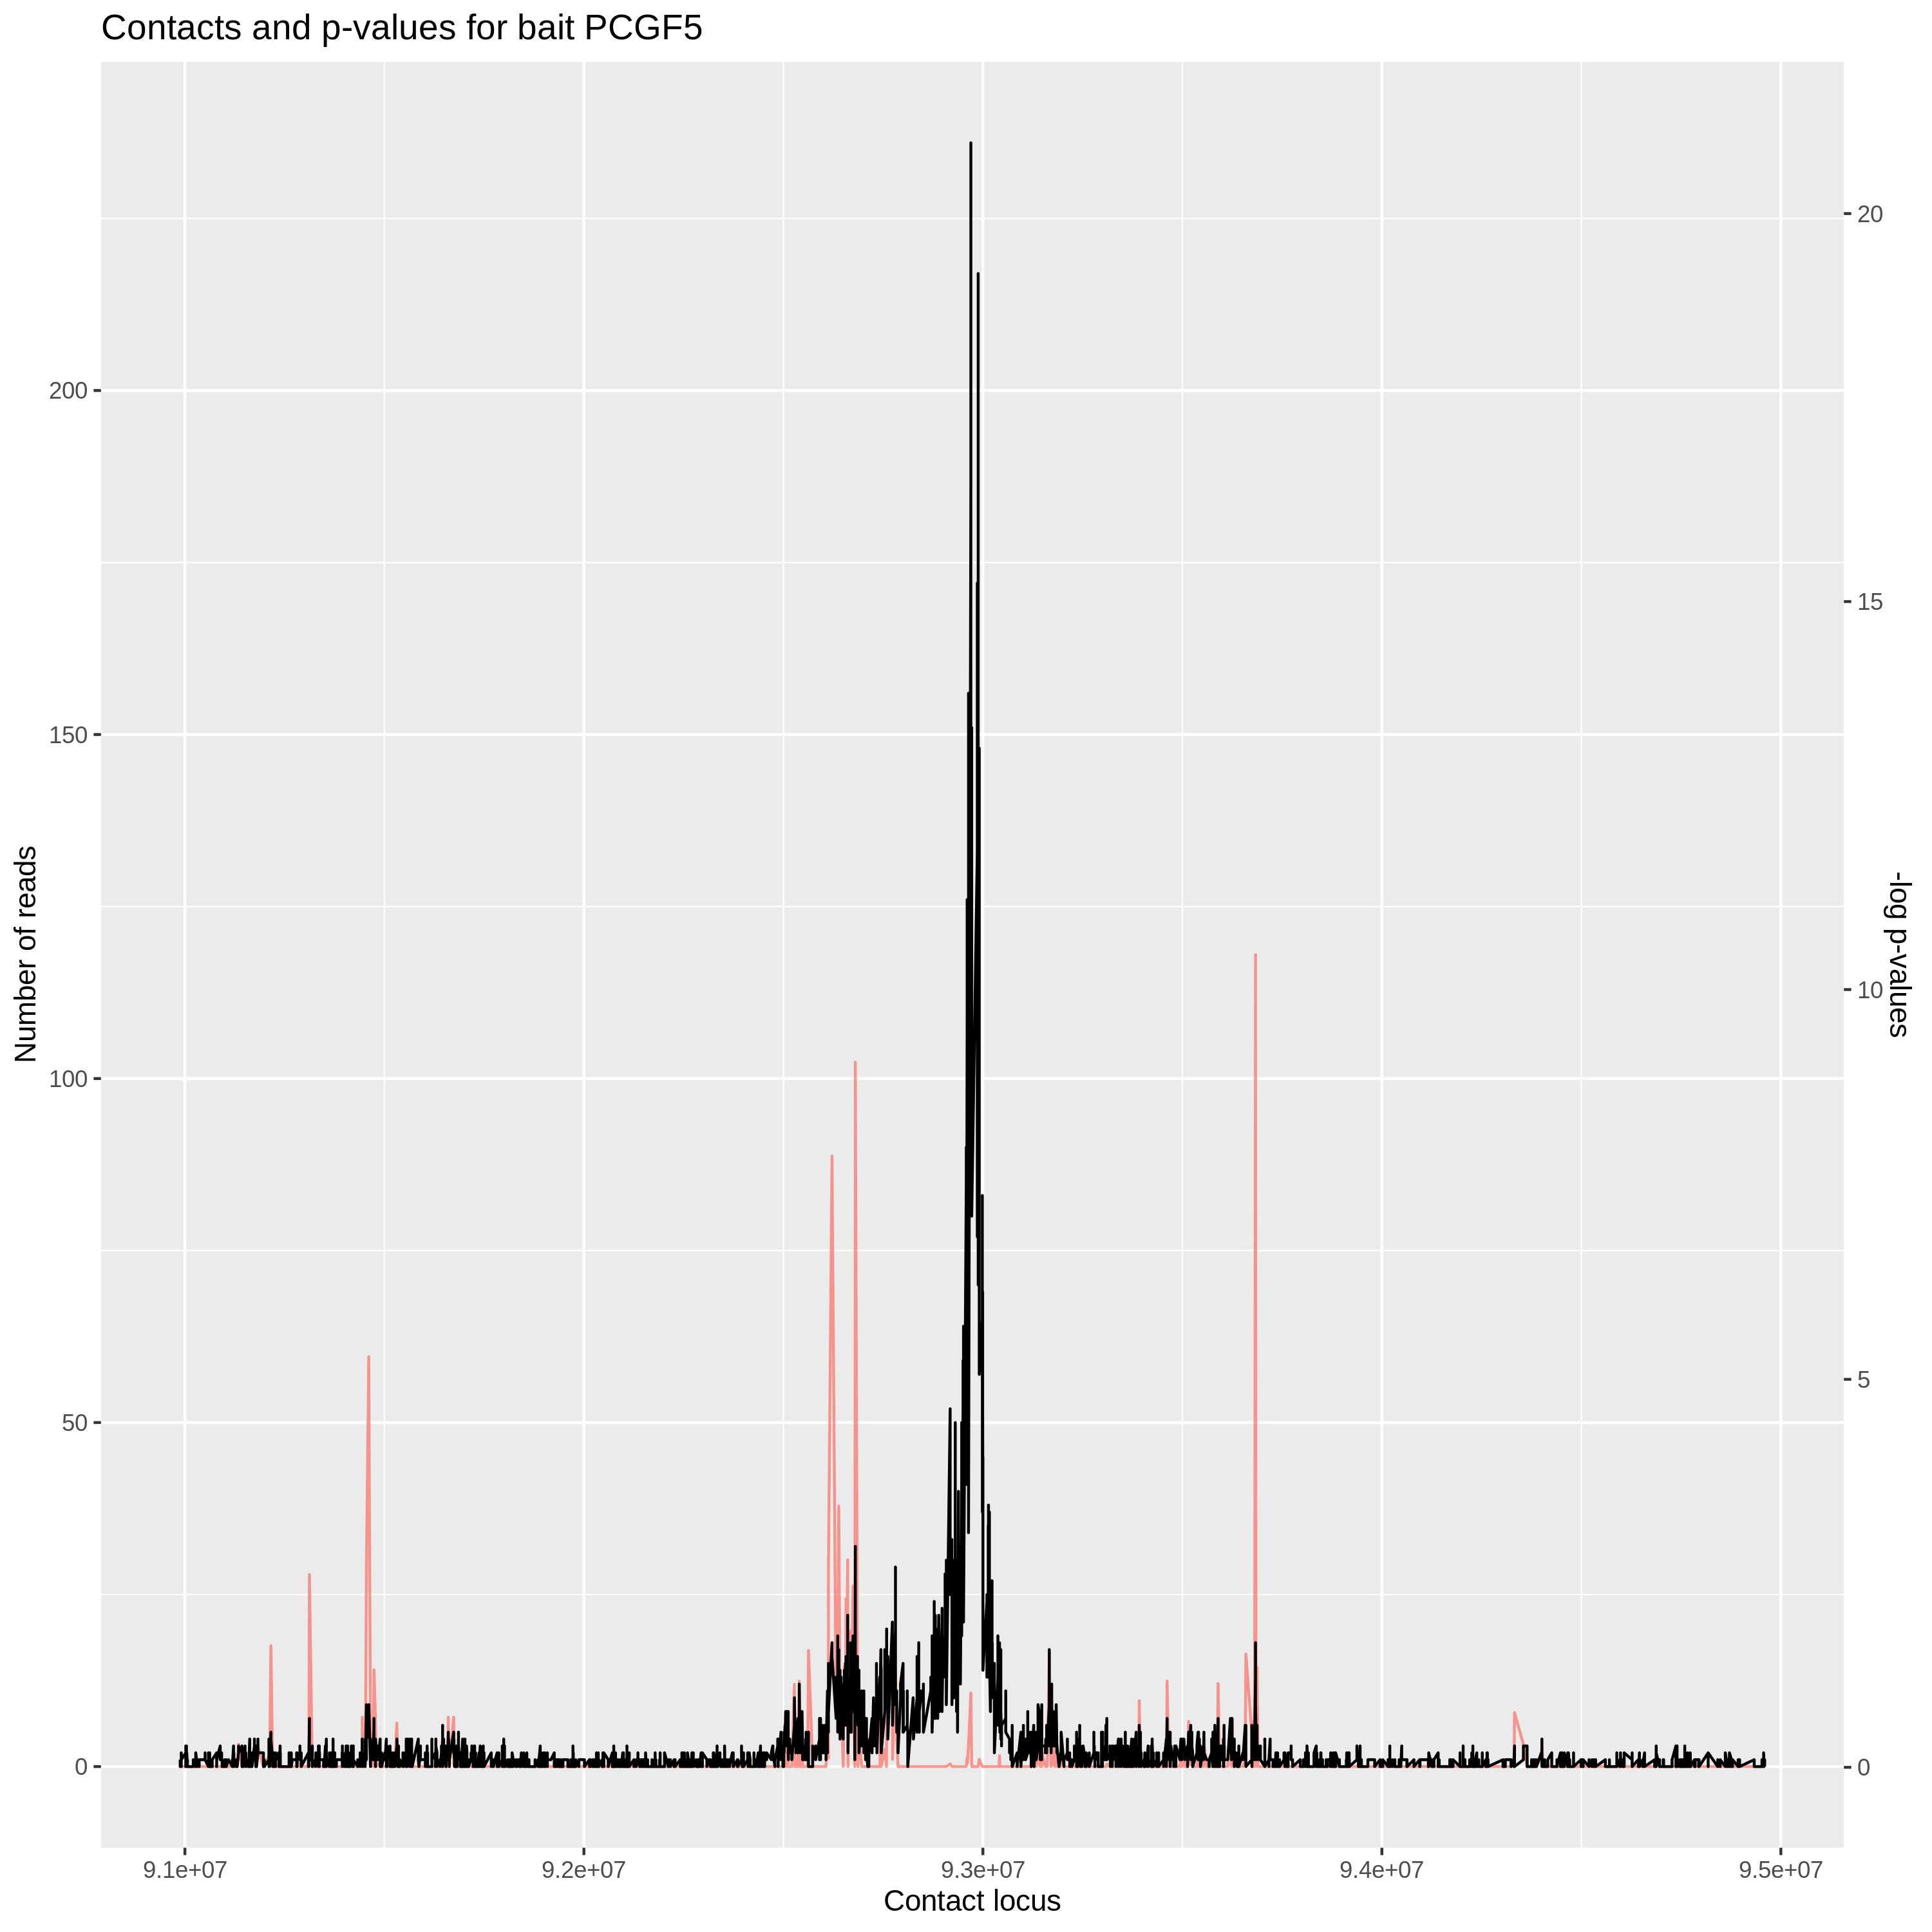 Contacts and p-values for bait PCGF5
Number of reads
200
150
100
50
0
20
15
10
5
0
-log p-values
9.1e+07 9.2e+07 9.3e+07 9.4e+07 9.5e+07
Contact locus